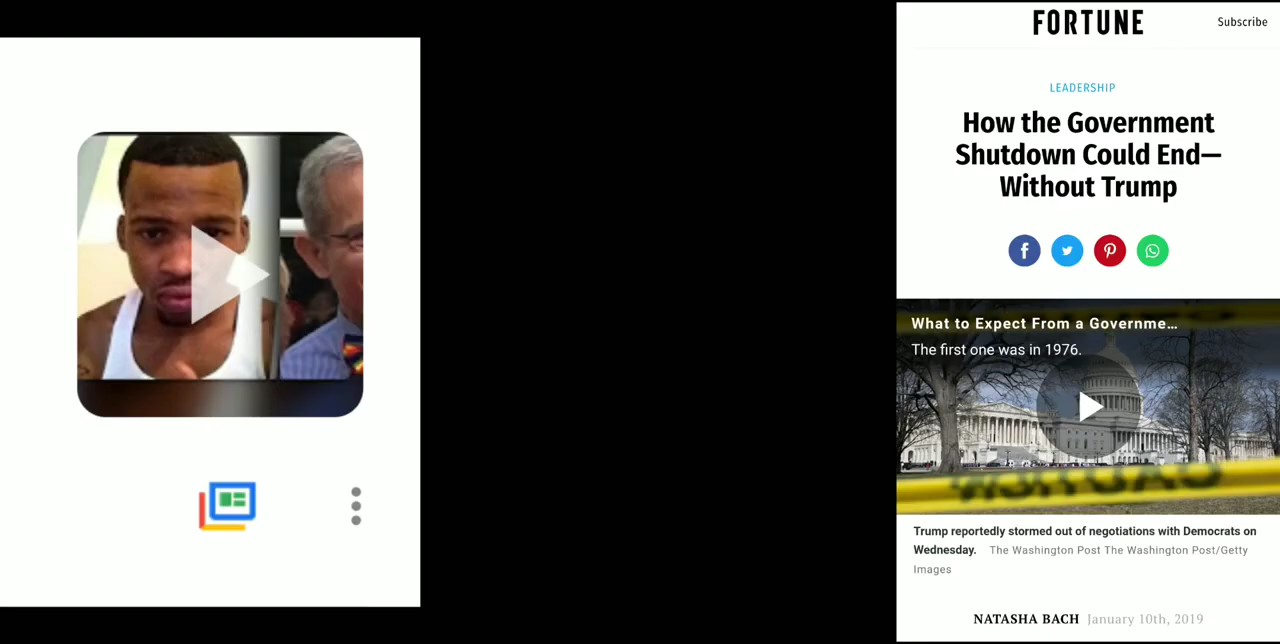 FORTUNE
Subscribe
LEADERSHIP
How the Government
Shutdown Could End—
Without Trump
What to Expect From a Governme…
The first one was in 1976.
Trump reportedly stormed out of negotiations with Democrats on
Wednesday. The Washington Post The Washington Post/Getty
Images
NATASHA BACH January 10th, 2019